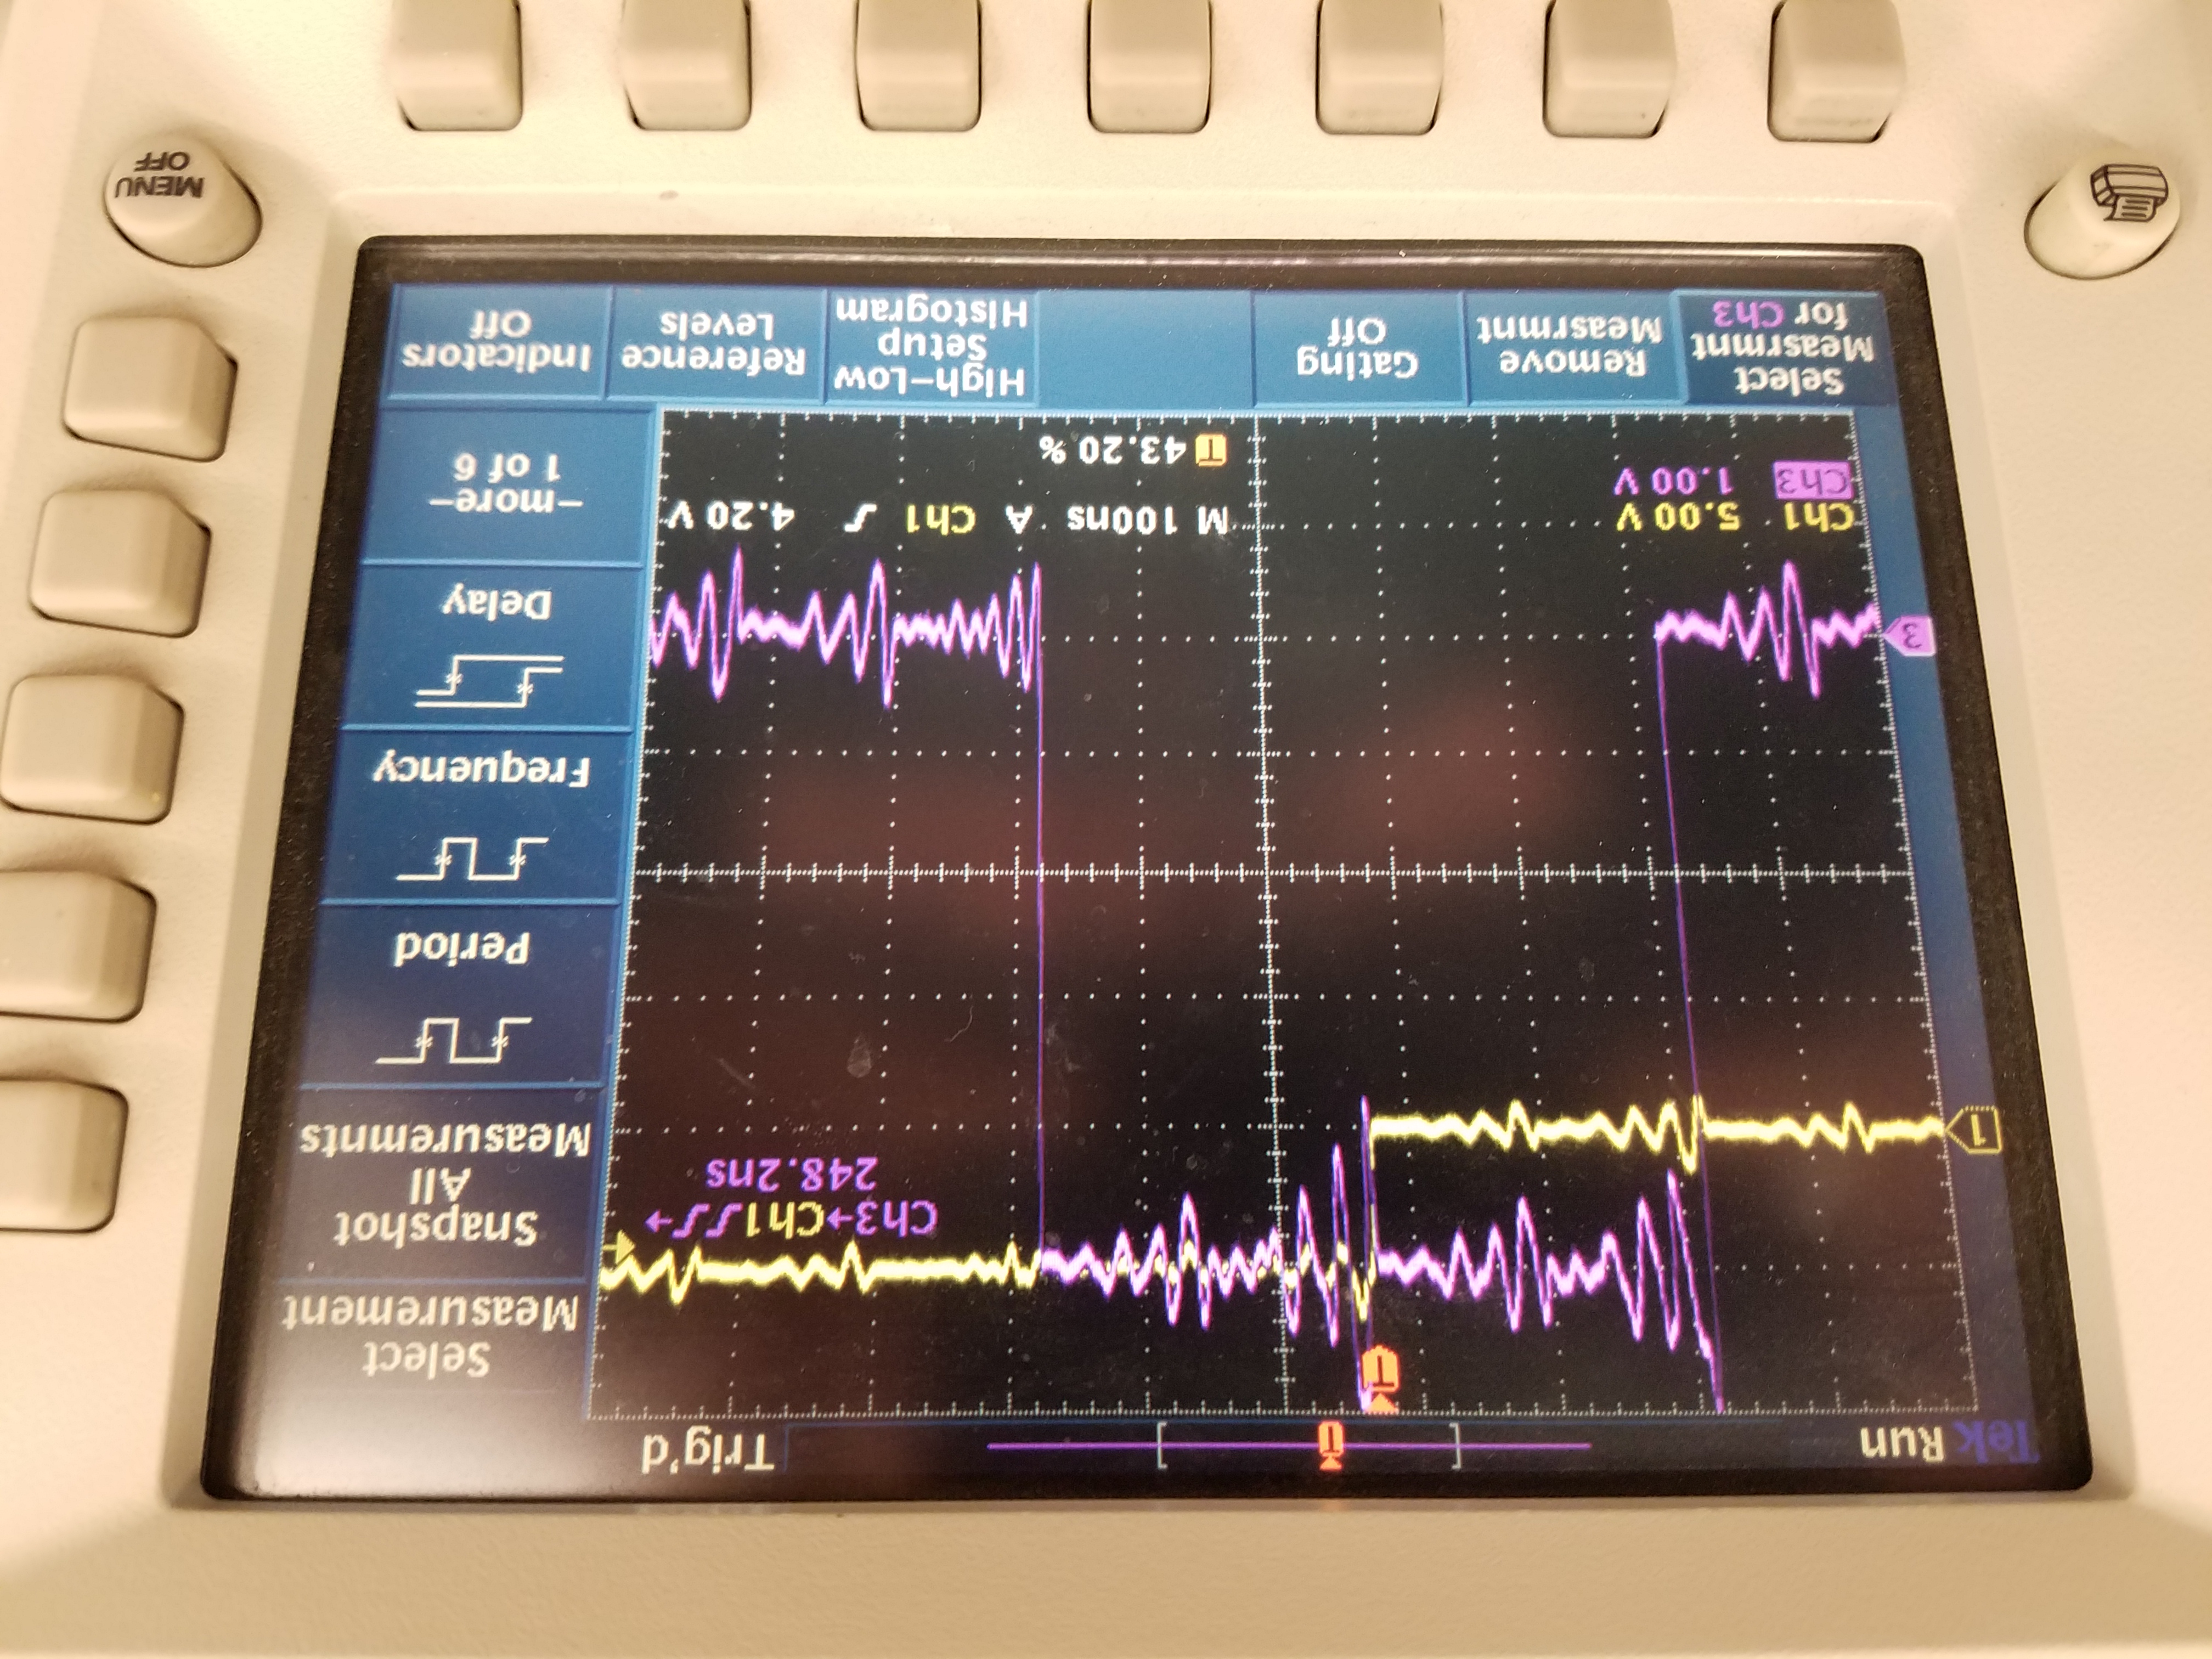 Tek Run
Trig'd
T
T
1
Ch3→Ch1⨍⨍→
248.2ns
3
Ch1 5.00 V
Ch3 1.00 V
M 100ns A Ch1 ⨍ 4.20 V
T 43.20 %
Select
Measurement
Snapshot
All
Measuremnts
Period
Frequency
Delay
–more–
1 of 6
Select
Measrmnt
for Ch3
Remove
Measrmnt
Gating
Off
High–Low
Setup
Histogram
Reference
Levels
Indicators
Off
MENU
OFF